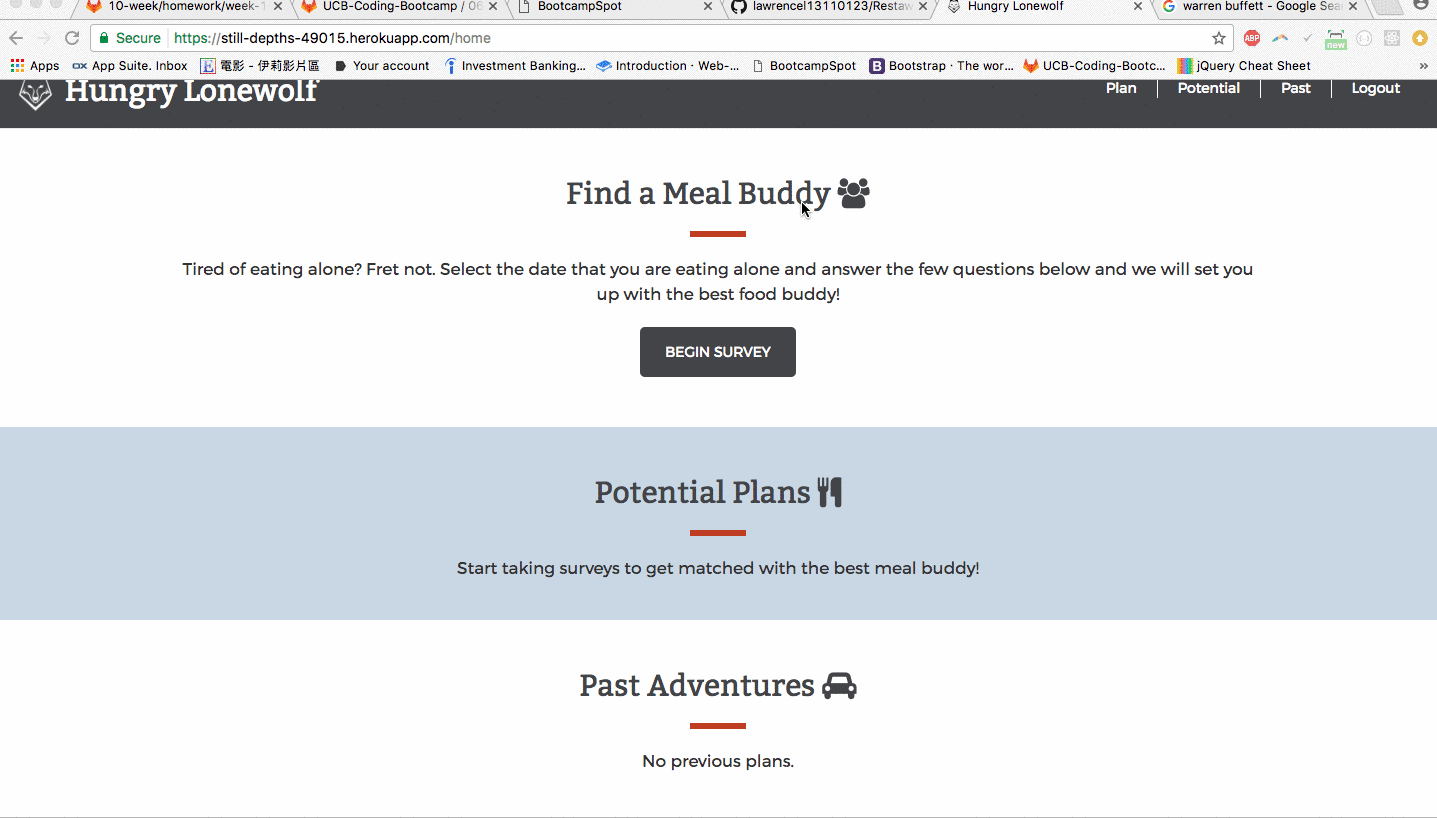 10-week/homework/week-1
UCB-Coding-Bootcamp / 06
BootcampSpot
lawrencel13110123/Restaw
Hungry Lonewolf
warren buffett - Google Sea
Secure https://still-depths-49015.herokuapp.com/home
ABP
new
Apps
App Suite. Inbox
電影 - 伊莉影片區
Your account
Investment Banking...
Introduction · Web-...
BootcampSpot
Bootstrap · The wor...
UCB-Coding-Bootc...
jQuery Cheat Sheet
»
Hungry Lonewolf
Plan
Potential
Past
Logout
Find a Meal Buddy
Tired of eating alone? Fret not. Select the date that you are eating alone and answer the few questions below and we will set you
up with the best food buddy!
BEGIN SURVEY
Potential Plans
Start taking surveys to get matched with the best meal buddy!
Past Adventures
No previous plans.